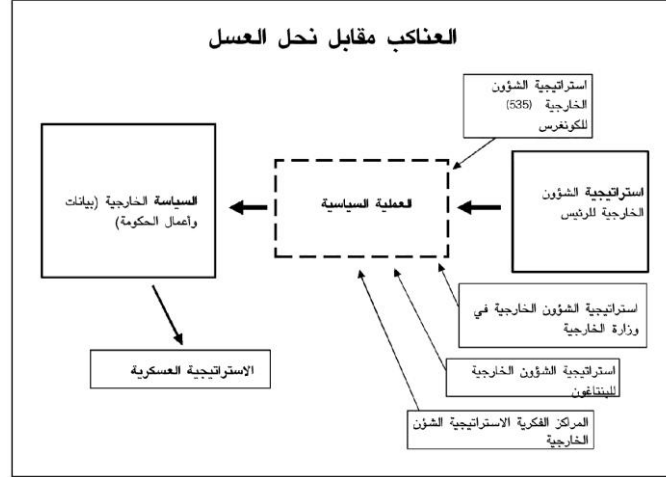 العناكب مقابل نحل العسل
استراتيجية الشؤون
الخارجية (535)
للكونغرس
استراتيجية الشؤون
الخارجية للرئيس
العملية السياسية
السياسة الخارجية (بيانات
وأعمال الحكومة)
استراتيجية الشؤون الخارجية في
وزارة الخارجية
الاستراتيجية العسكرية
استراتيجية الشؤون الخارجية
للبنتاغون
المراكز الفكرية الاستراتيجية الشؤن
الخارجية